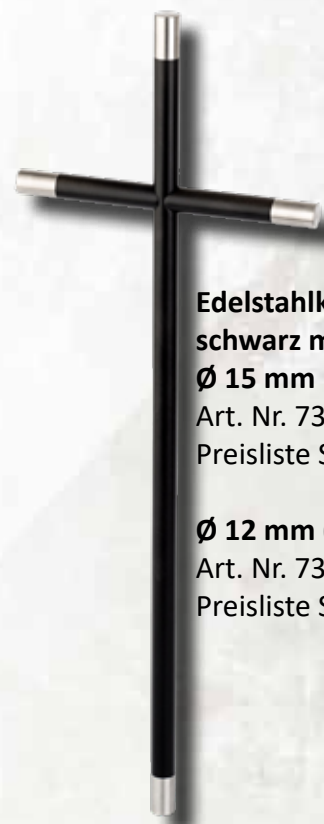 Edelstahlk
schwarz m
Ø 15 mm
Art. Nr. 73
Preisliste S
Ø 12 mm
Art. Nr. 73
Preisliste S